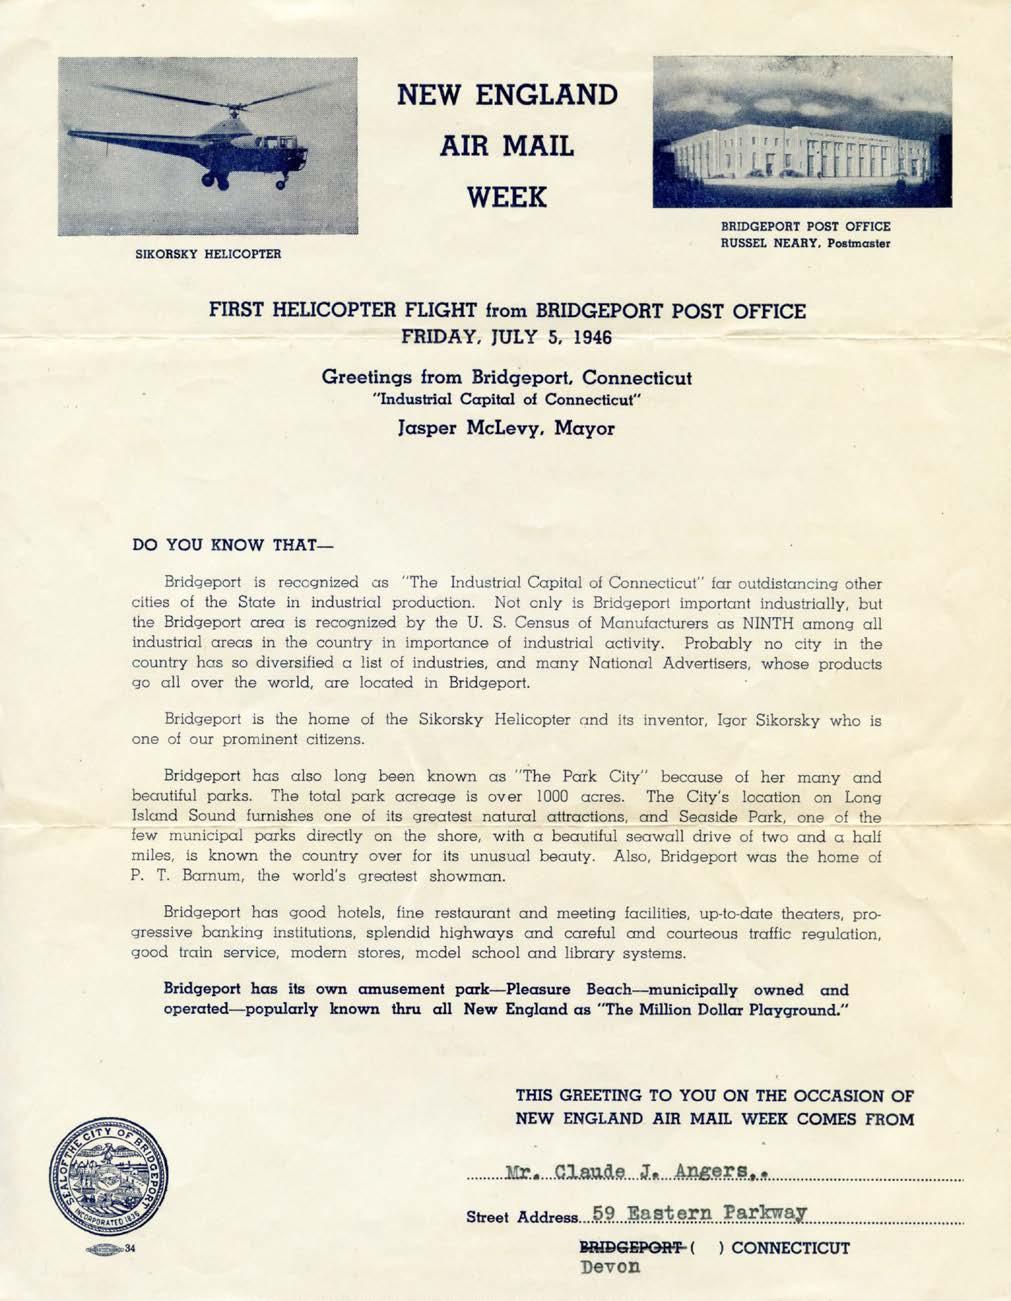 NEW ENGLAND
AIR MAIL
WEEK
SIKORSKY HELICOPTER
BRIDGEPORT POST OFFICE
RUSSEL NEARY, Postmaster
FIRST HELICOPTER FLIGHT from BRIDGEPORT POST OFFICE
FRIDAY, JULY 5, 1946
Greetings from Bridgeport, Connecticut
"Industrial Capital of Connecticut"
Jasper McLevy, Mayor
DO YOU KNOW THAT—
Bridgeport is recognized as "The Industrial Capital of Connecticut" far outdistancing other
cities of the State in industrial production. Not only is Bridgeport important industrially, but
the Bridgeport area is recognized by the U. S. Census of Manufacturers as NINTH among all
industrial areas in the country in importance of industrial activity. Probably no city in the
country has so diversified a list of industries, and many National Advertisers, whose products
go all over the world, are located in Bridgeport.
Bridgeport is the home of the Sikorsky Helicopter and its inventor, Igor Sikorsky who is
one of our prominent citizens.
Bridgeport has also long been known as "The Park City" because of her many and
beautiful parks. The total park acreage is over 1000 acres. The City's location on Long
Island Sound furnishes one of its greatest natural attractions, and Seaside Park, one of the
few municipal parks directly on the shore, with a beautiful seawall drive of two and a half
miles, is known the country over for its unusual beauty. Also, Bridgeport was the home of
P. T. Barnum, the world's greatest showman.
Bridgeport has good hotels, fine restaurant and meeting facilities, up-to-date theaters, pro-
gressive banking institutions, splendid highways and careful and courteous traffic regulation,
good train service, modern stores, model school and library systems.
Bridgeport has its own amusement park—Pleasure Beach—municipally owned and
operated—popularly known thru all New England as "The Million Dollar Playground."
THIS GREETING TO YOU ON THE OCCASION OF
NEW ENGLAND AIR MAIL WEEK COMES FROM
Mr. Claude J. Angers,.
Street Address 59 Eastern Parkway
BRIDGEPORT ( ) CONNECTICUT
Devon
SEAL OF THE CITY OF BRIDGEPORT
INCORPORATED 1836
34